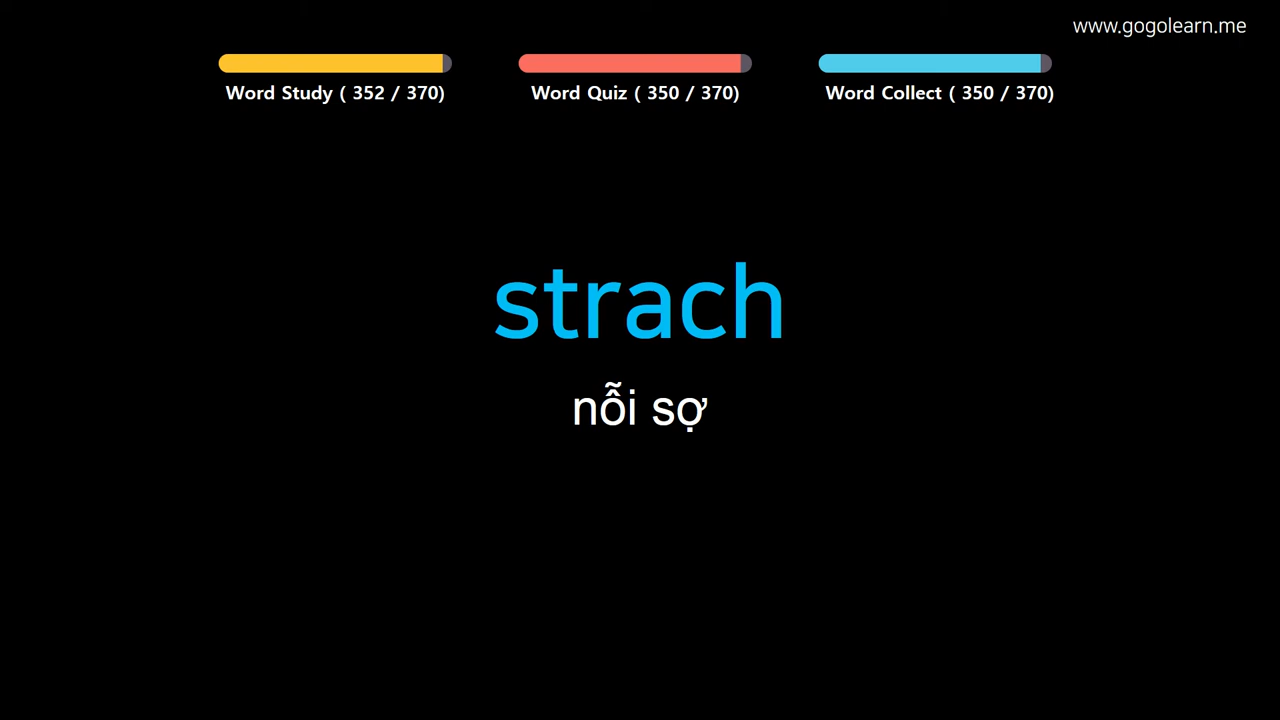 www.gogolearn.me
Word Study ( 352 / 370)
Word Quiz ( 350 / 370)
Word Collect ( 350 / 370)
strach
nỗi sợ